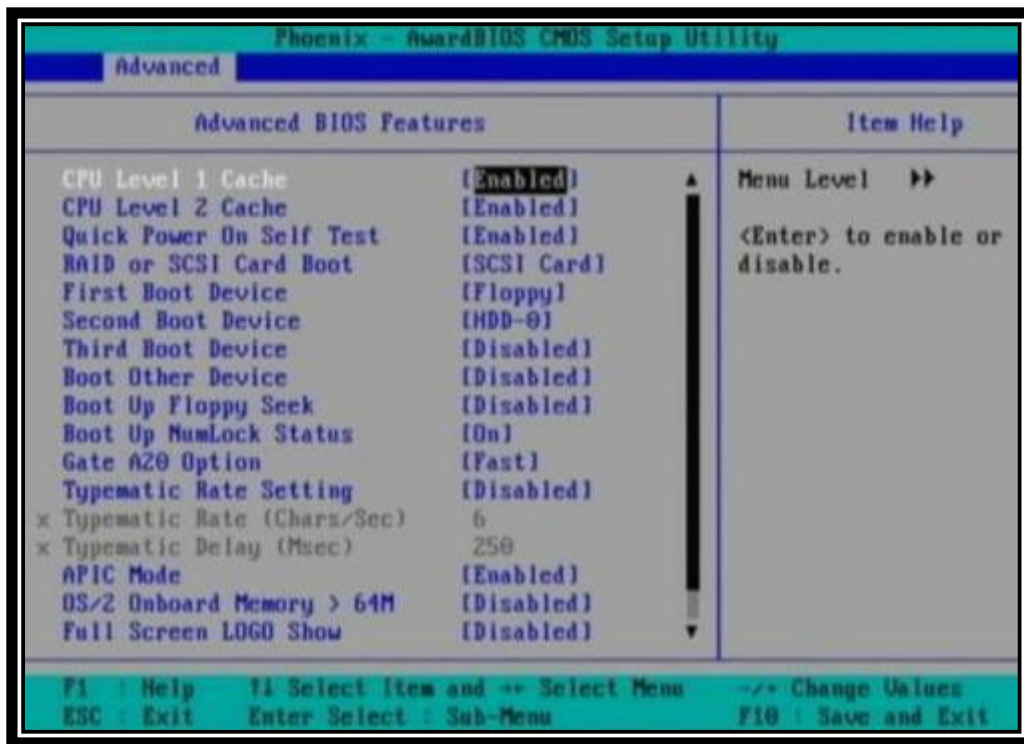 Phoenix - AwardBIOS CMOS Setup Utility
Advanced
Advanced BIOS Features
Item Help
CPU Level 1 Cache [Enabled]
CPU Level 2 Cache [Enabled]
Quick Power On Self Test [Enabled]
RAID or SCSI Card Boot [SCSI Card]
First Boot Device [Floppy]
Second Boot Device [HDD-0]
Third Boot Device [Disabled]
Boot Other Device [Disabled]
Boot Up Floppy Seek [Disabled]
Boot Up NumLock Status [On]
Gate A20 Option [Fast]
Typematic Rate Setting [Disabled]
x Typematic Rate (Chars/Sec) 6
x Typematic Delay (Msec) 250
APIC Mode [Enabled]
OS/2 Onboard Memory > 64M [Disabled]
Full Screen LOGO Show [Disabled]
Menu Level ▶▶
<Enter> to enable or
disable.
F1 : Help ↑↓ Select Item and ↔ Select Menu -/+ Change Values
ESC : Exit Enter Select : Sub-Menu F10 : Save and Exit